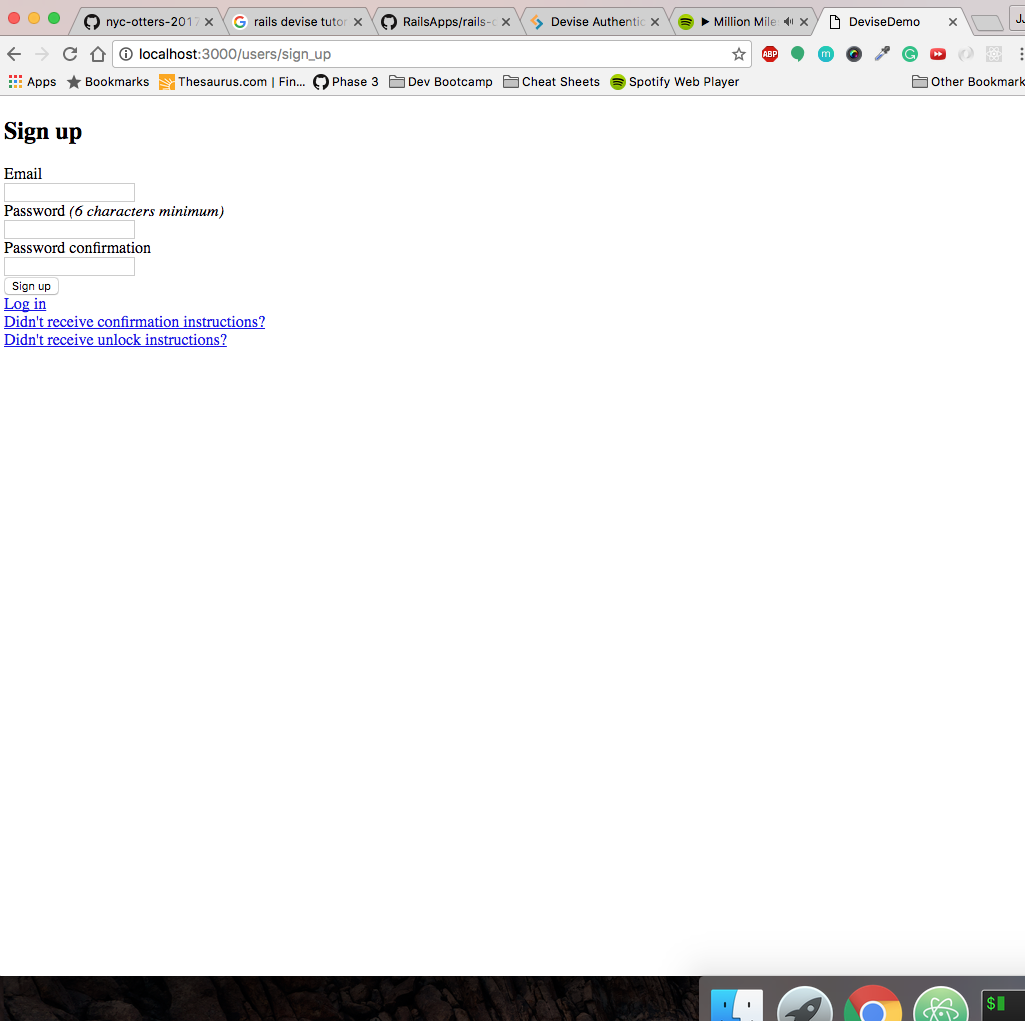 nyc-otters-2017
rails devise tutor
RailsApps/rails-d
Devise Authentic
Million Miles
DeviseDemo
localhost:3000/users/sign_up
ABP
m
G
Apps
Bookmarks
Thesaurus.com | Fin...
Phase 3
Dev Bootcamp
Cheat Sheets
Spotify Web Player
Other Bookmark
Sign up
Email
Password (6 characters minimum)
Password confirmation
Sign up
Log in
Didn't receive confirmation instructions?
Didn't receive unlock instructions?
$